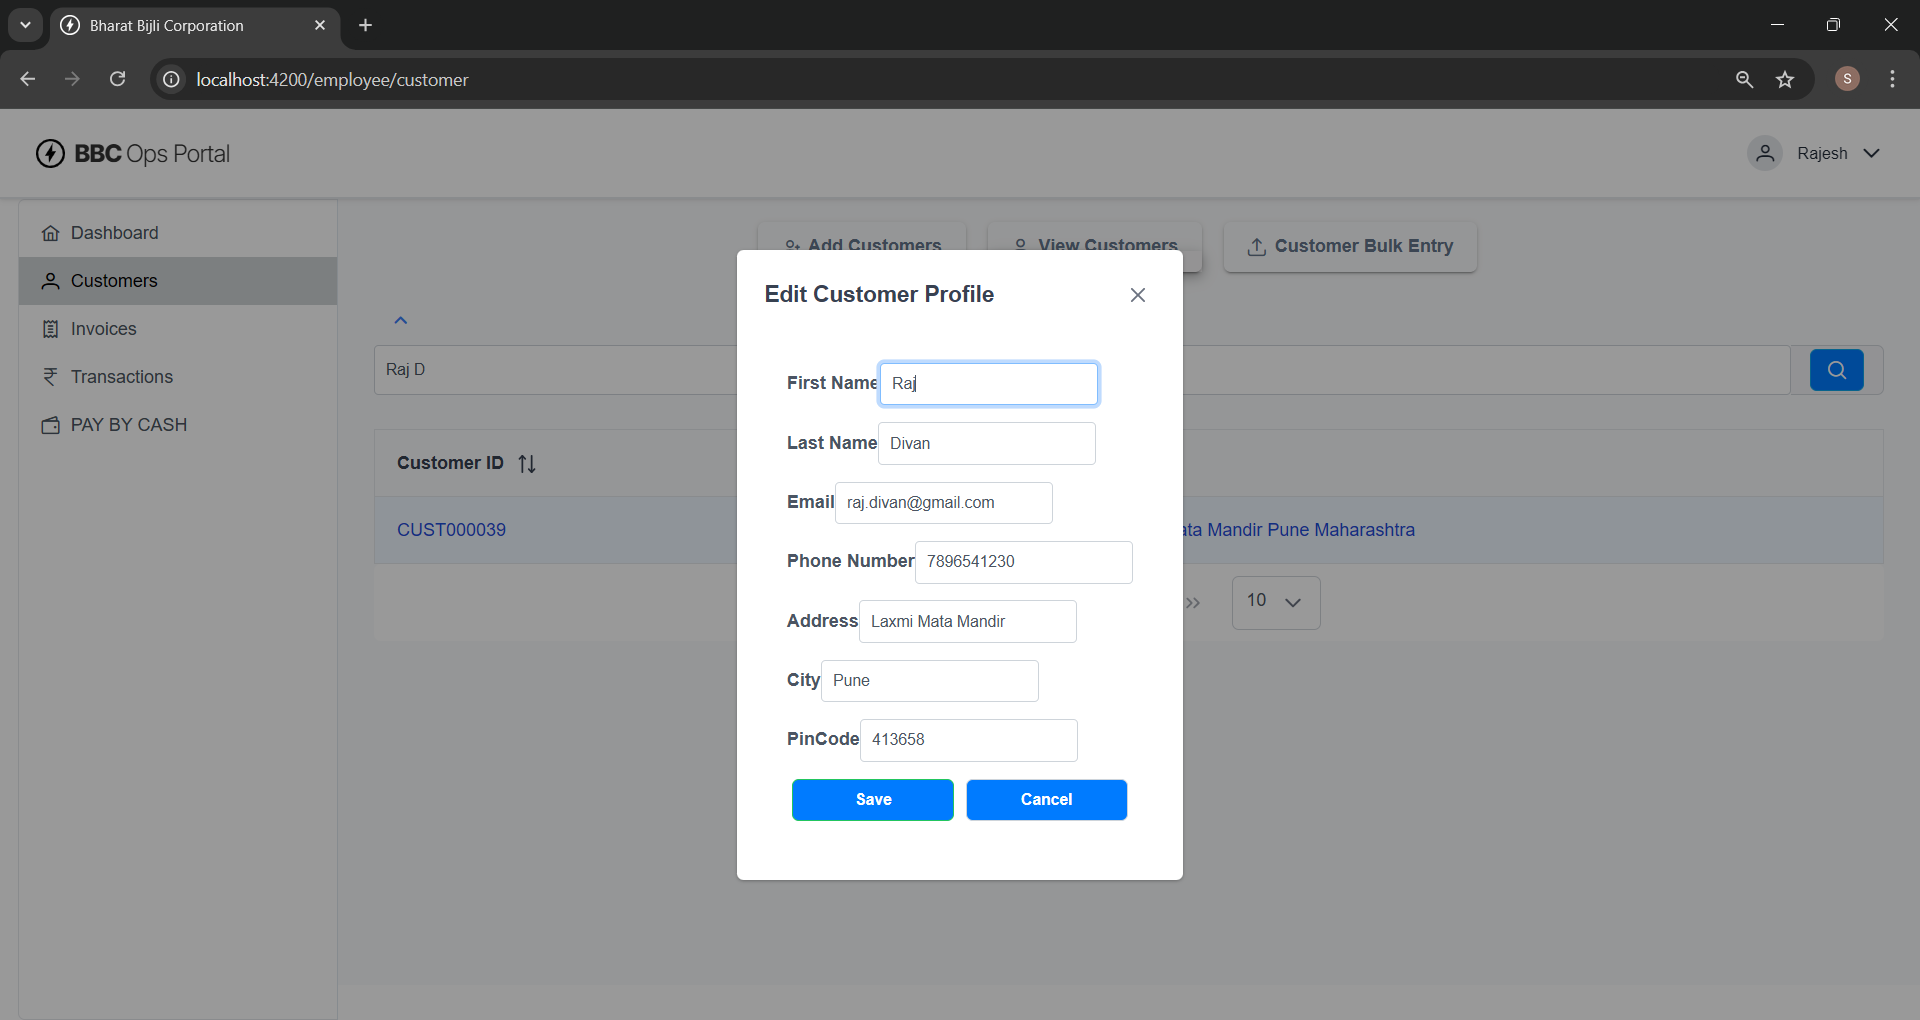 Bharat Bijli Corporation
localhost:4200/employee/customer
S
BBC Ops Portal
Rajesh
Dashboard
Customers
Invoices
Transactions
PAY BY CASH
Add Customers
View Customers
Customer Bulk Entry
Raj D
Customer ID
CUST000039
Mandir Pune Maharashtra
10
Edit Customer Profile
First Name Raj
Last Name Divan
Email raj.divan@gmail.com
Phone Number 7896541230
Address Laxmi Mata Mandir
City Pune
PinCode 413658
Save
Cancel